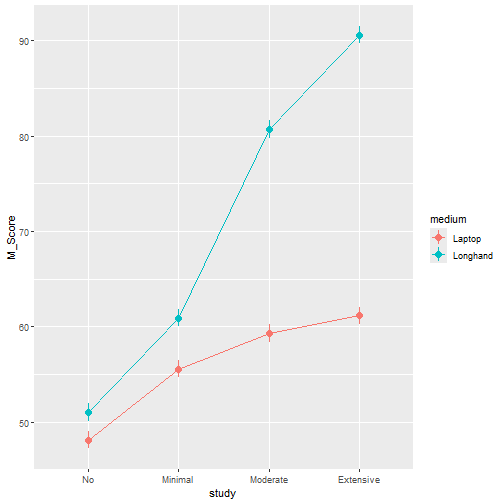 M_Score
90
80
70
60
50
No Minimal Moderate Extensive
study
medium
Laptop
Longhand